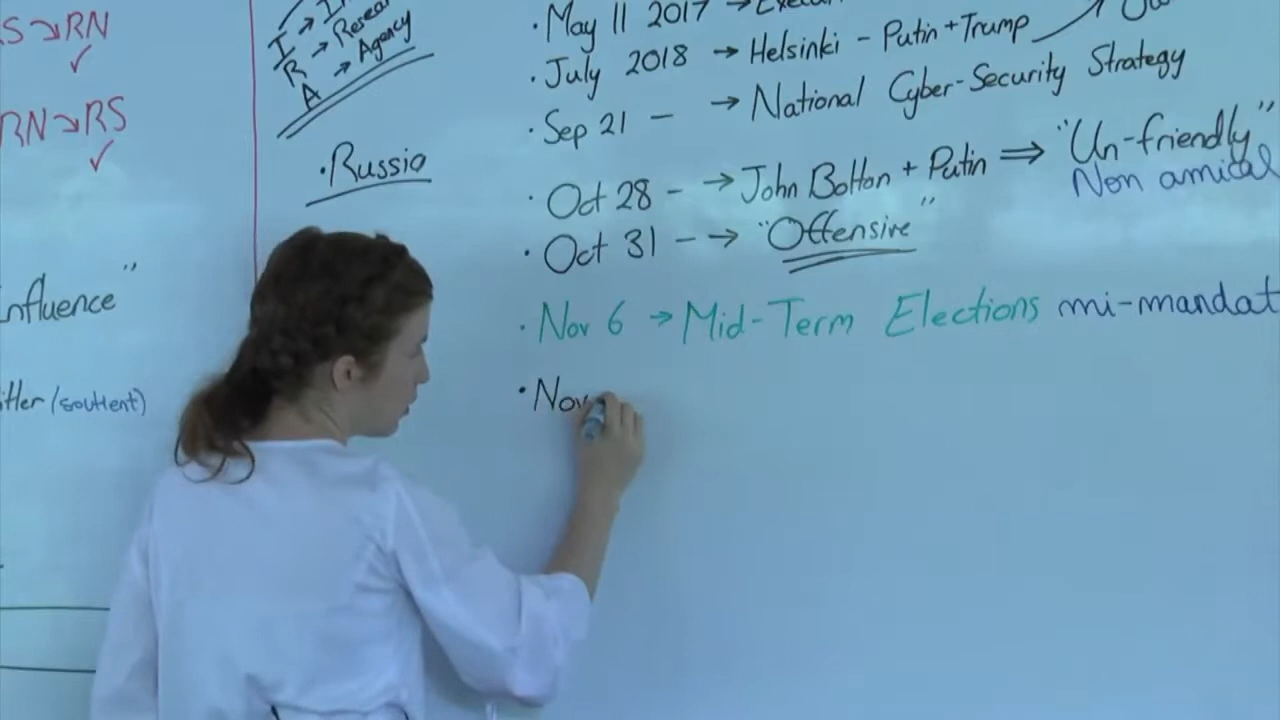 RS→RN
RN→RS
influence"
(soutient)
I →
R → Resear
A → Agency
• Russia
• May 11 2017 →
• July 2018 → Helsinki - Putin + Trump
• Sep 21 - → National Cyber-Security Strategy
• Oct 28 - → John Bolton + Putin ⇒ "Un-friendly"
Non amical
• Oct 31 - → "Offensive"
• Nov 6 → Mid-Term Elections mi-mandat
• Nov